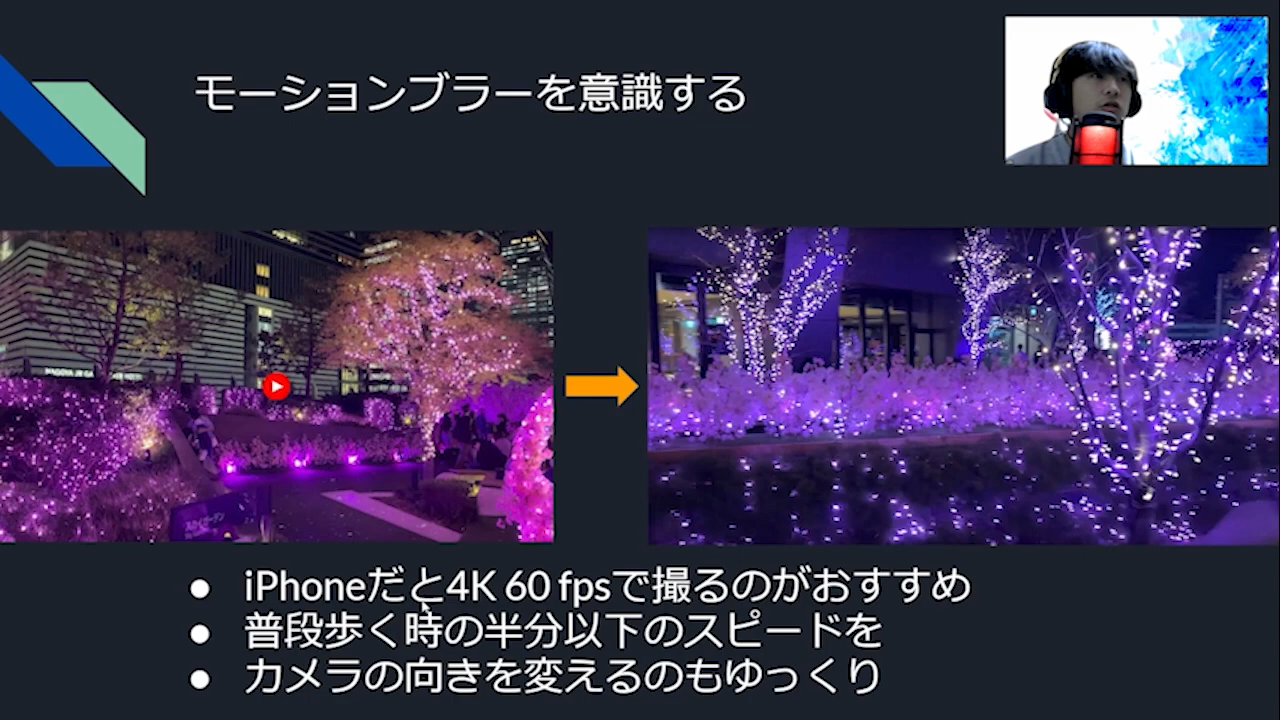 モーションブラーを意識する
iPhoneだと4K 60 fpsで撮るのがおすすめ
普段歩く時の半分以下のスピードを
カメラの向きを変えるのもゆっくり